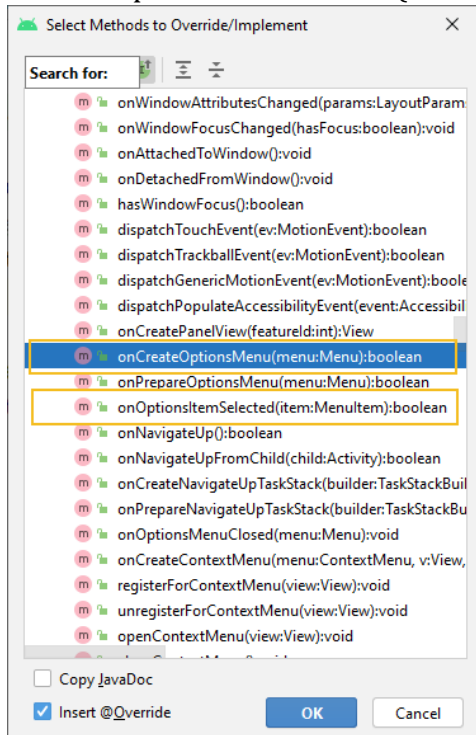 Select Methods to Override/Implement
Search for:
onWindowAttributesChanged(params:LayoutParam
onWindowFocusChanged(hasFocus:boolean):void
onAttachedToWindow():void
onDetachedFromWindow():void
hasWindowFocus():boolean
dispatchTouchEvent(ev:MotionEvent):boolean
dispatchTrackballEvent(ev:MotionEvent):boolean
dispatchGenericMotionEvent(ev:MotionEvent):boole
dispatchPopulateAccessibilityEvent(event:Accessibil
onCreatePanelView(featureId:int):View
onCreateOptionsMenu(menu:Menu):boolean
onPrepareOptionsMenu(menu:Menu):boolean
onOptionsItemSelected(item:MenuItem):boolean
onNavigateUp():boolean
onNavigateUpFromChild(child:Activity):boolean
onCreateNavigateUpTaskStack(builder:TaskStackBuil
onPrepareNavigateUpTaskStack(builder:TaskStackBu
onOptionsMenuClosed(menu:Menu):void
onCreateContextMenu(menu:ContextMenu, v:View,
registerForContextMenu(view:View):void
unregisterForContextMenu(view:View):void
openContextMenu(view:View):void
Copy JavaDoc
Insert @Override
OK
Cancel